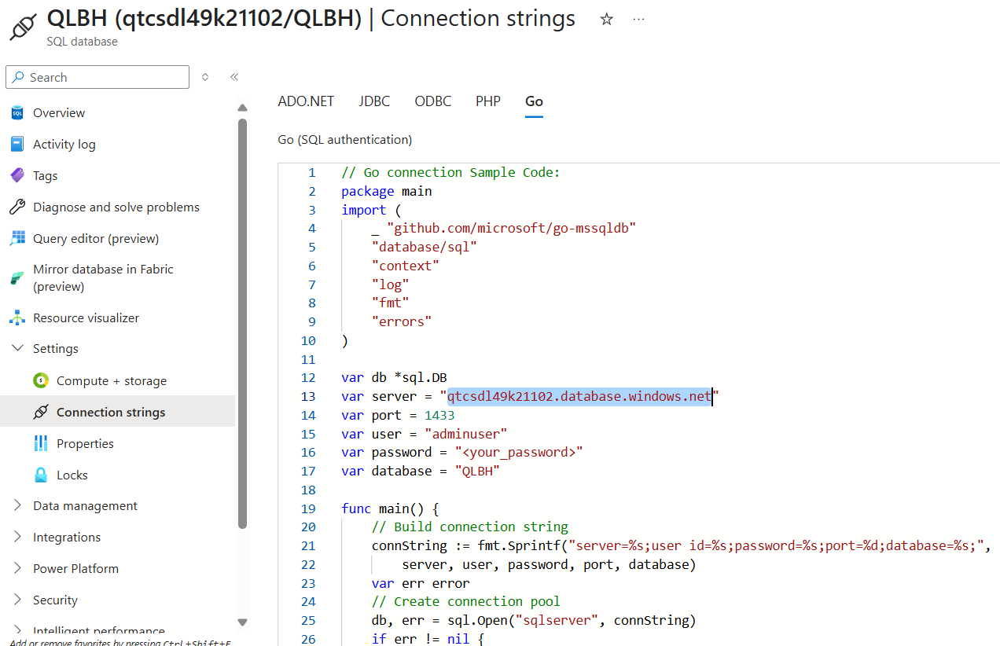 QLBH (qtcsdl49k21102/QLBH) | Connection strings
SQL database
Search
Overview
Activity log
Tags
Diagnose and solve problems
Query editor (preview)
Mirror database in Fabric
(preview)
Resource visualizer
Settings
Compute + storage
Connection strings
Properties
Locks
Data management
Integrations
Power Platform
Security
Intelligent performance
Add or remove favorites by pressing Ctrl+Shift+F
ADO.NET JDBC ODBC PHP Go
Go (SQL authentication)
1 // Go connection Sample Code:
2 package main
3 import (
4 _ "github.com/microsoft/go-mssqldb"
5 "database/sql"
6 "context"
7 "log"
8 "fmt"
9 "errors"
10 )
11
12 var db *sql.DB
13 var server = "qtcsdl49k21102.database.windows.net"
14 var port = 1433
15 var user = "adminuser"
16 var password = "<your_password>"
17 var database = "QLBH"
18
19 func main() {
20 // Build connection string
21 connString := fmt.Sprintf("server=%s;user id=%s;password=%s;port=%d;database=%s;",
22 server, user, password, port, database)
23 var err error
24 // Create connection pool
25 db, err = sql.Open("sqlserver", connString)
26 if err != nil {